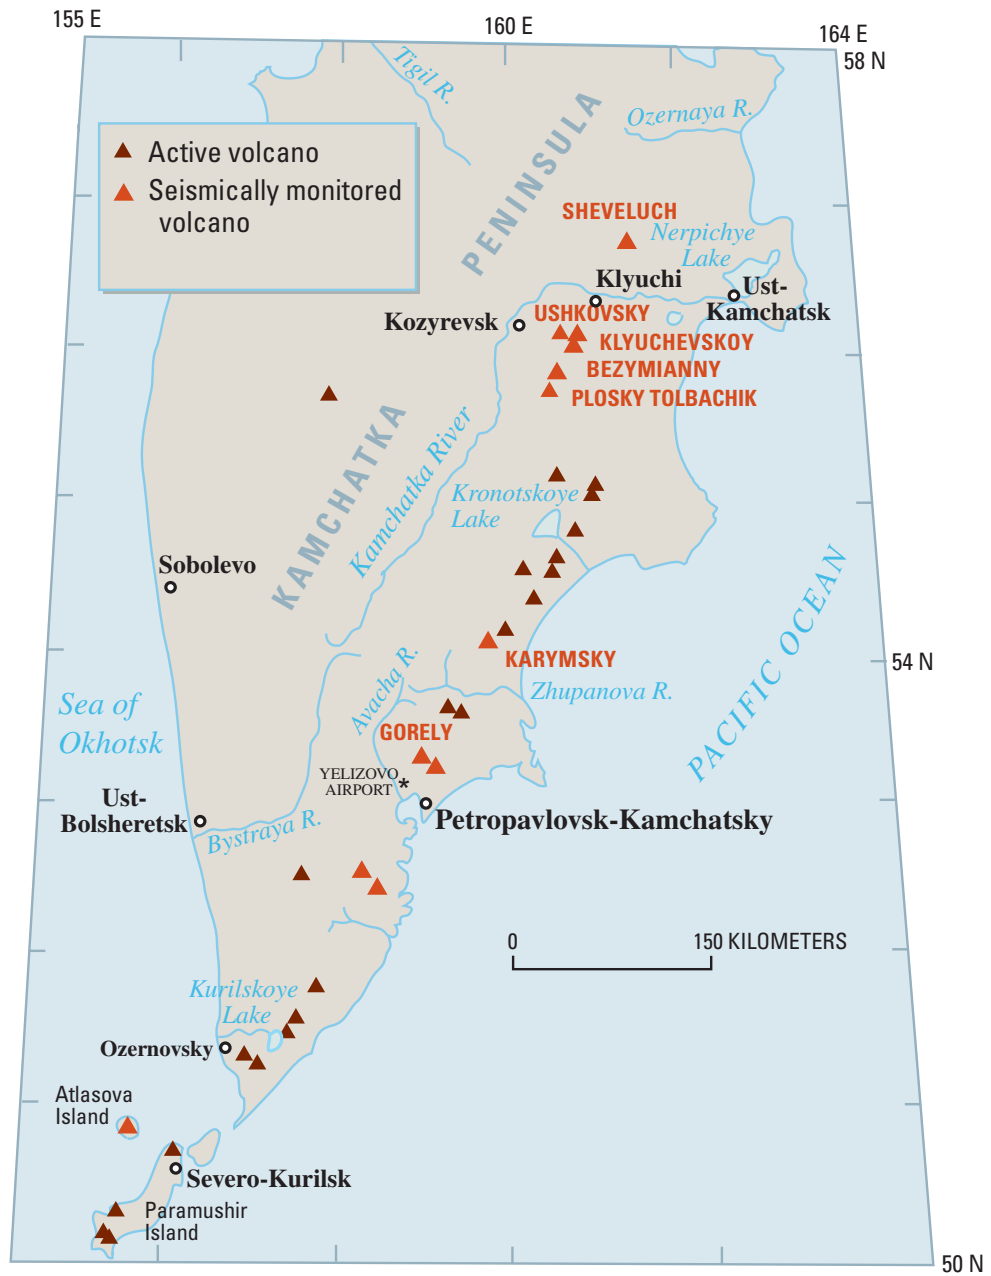 155 E
160 E
164 E
58 N
Tigil R.
Ozernaya R.
Active volcano
Seismically monitored
volcano
PENINSULA
SHEVELUCH
Nerpichye
Lake
Klyuchi
Ust-
Kamchatsk
USHKOVSKY
Kozyrevsk
KLYUCHEVSKOY
BEZYMIANNY
PLOSKY TOLBACHIK
KAMCHATKA
Kamchatka River
Kronotskoye
Lake
Sobolevo
PACIFIC OCEAN
KARYMSKY
54 N
Avacha R.
Zhupanova R.
Sea of
Okhotsk
GORELY
YELIZOVO
AIRPORT
*
Ust-
Bolsheretsk
Bystraya R.
Petropavlovsk-Kamchatsky
0
150 KILOMETERS
Kurilskoye
Lake
Ozernovsky
Atlasova
Island
Severo-Kurilsk
Paramushir
Island
50 N